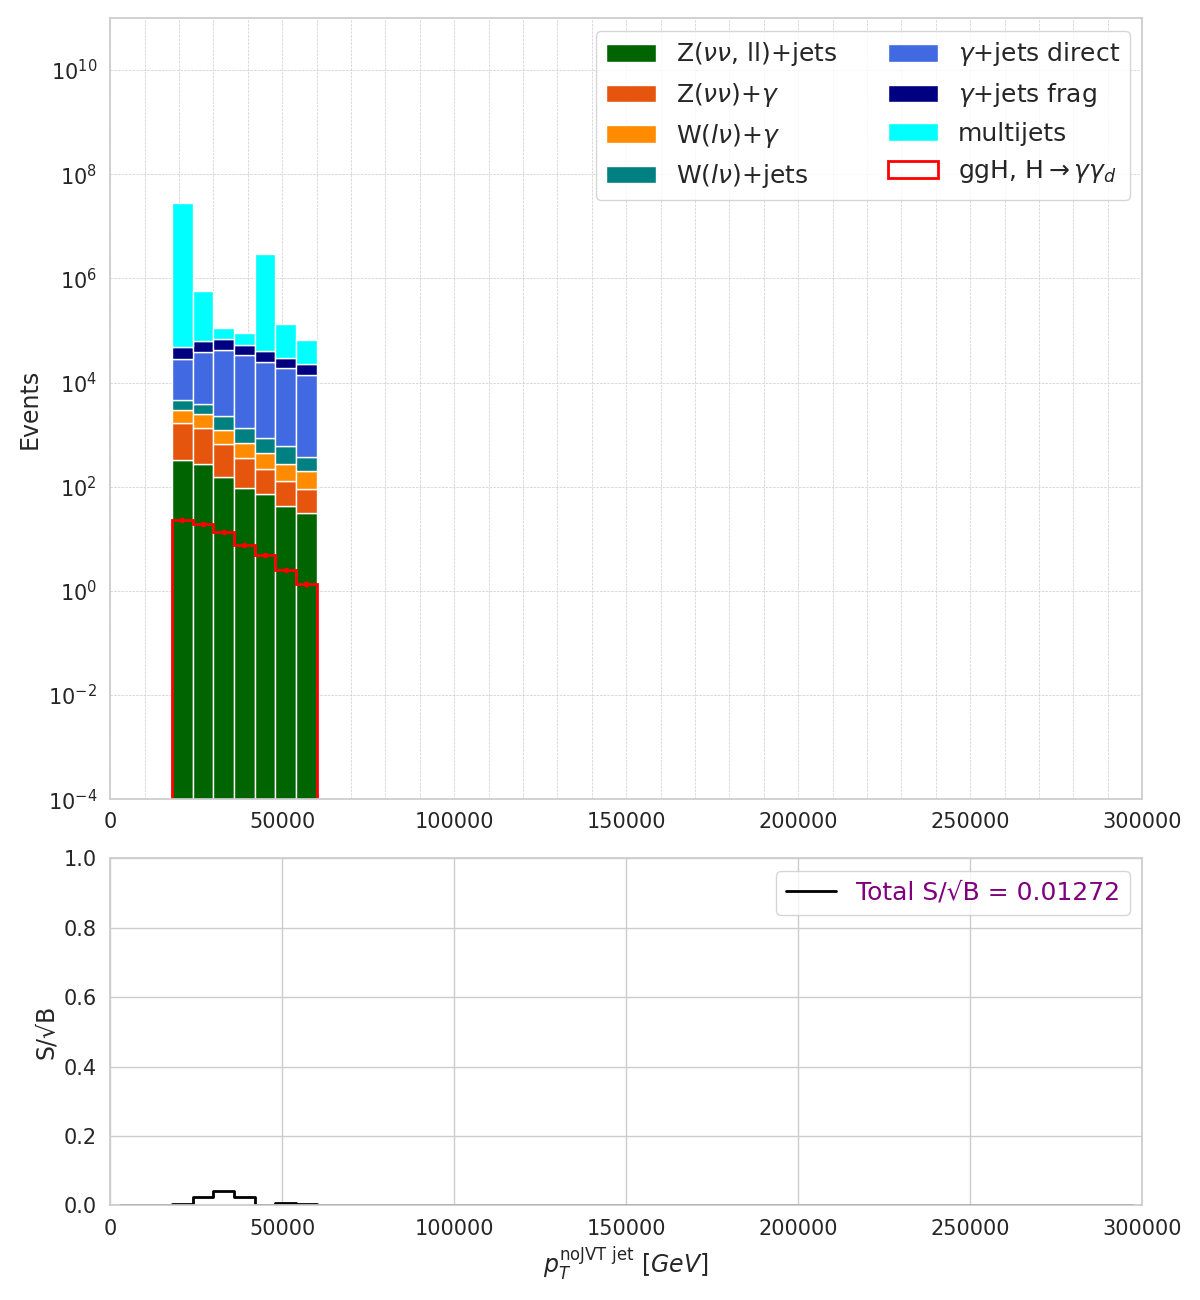 Z(νν, ll)+jets
Z(νν)+γ
W(lν)+γ
W(lν)+jets
γ+jets direct
γ+jets frag
multijets
ggH, H→γγ_d
Events
10^10
10^8
10^6
10^4
10^2
10^0
10^−2
10^−4
0 50000 100000 150000 200000 250000 300000
Total S/√B = 0.01272
S/√B
1.0
0.8
0.6
0.4
0.2
0.0
0 50000 100000 150000 200000 250000 300000
p_T^noJVT jet [GeV]